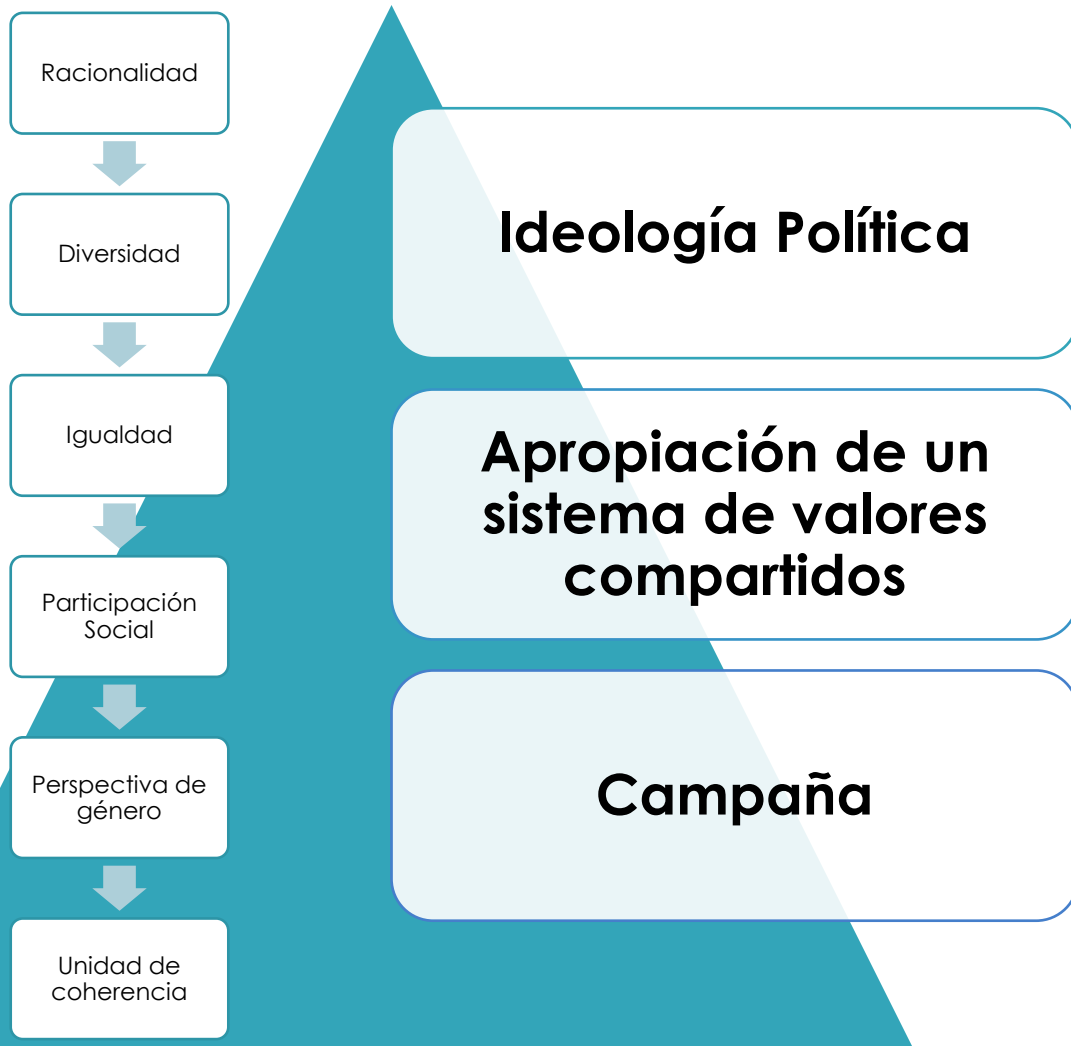 Racionalidad
Diversidad
Igualdad
Participación
Social
Perspectiva de
género
Unidad de
coherencia
Ideología Política
Apropiación de un
sistema de valores
compartidos
Campaña